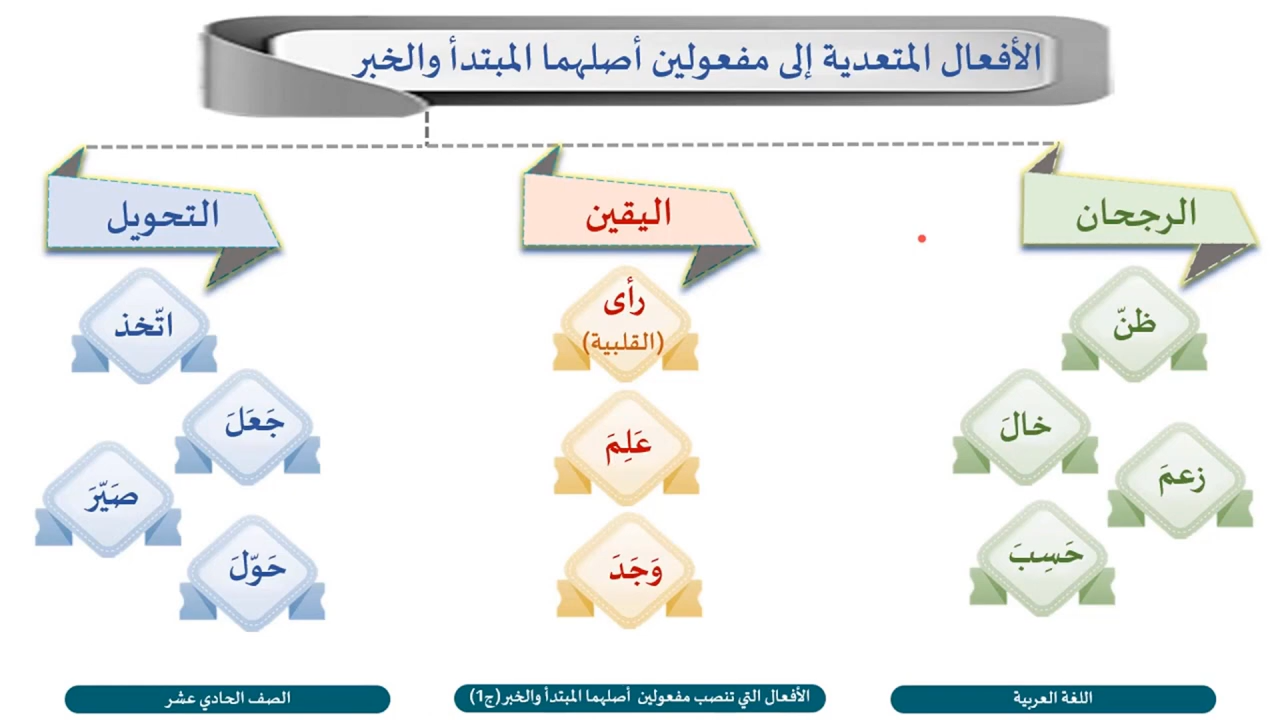 الأفعال المتعدية إلى مفعولين أصلهما المبتدأ والخبر
الرجحان
ظنّ
خالَ
زعمَ
حَسِبَ
اليقين
رأى
(القلبية)
عَلِمَ
وَجَدَ
التحويل
اتّخذ
جَعَلَ
صَيّرَ
حَوّلَ
اللغة العربية
الأفعال التي تنصب مفعولين أصلهما المبتدأ والخبر (ج1)
الصف الحادي عشر